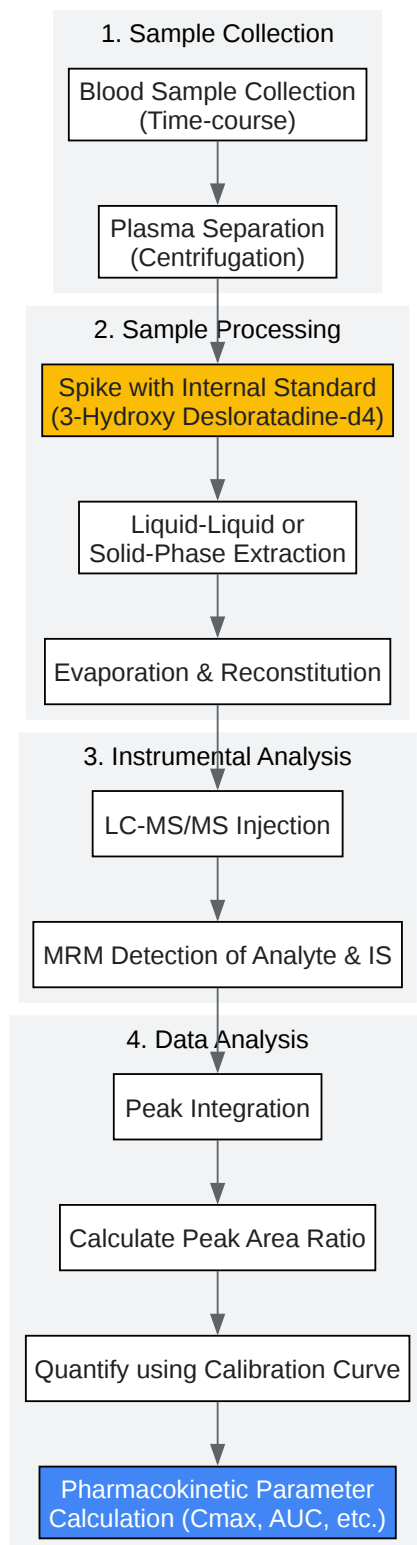 1. Sample Collection
Blood Sample Collection
(Time-course)
Plasma Separation
(Centrifugation)
2. Sample Processing
Spike with Internal Standard
(3-Hydroxy Desloratadine-d4)
Liquid-Liquid or
Solid-Phase Extraction
Evaporation & Reconstitution
3. Instrumental Analysis
LC-MS/MS Injection
MRM Detection of Analyte & IS
4. Data Analysis
Peak Integration
Calculate Peak Area Ratio
Quantify using Calibration Curve
Pharmacokinetic Parameter
Calculation (Cmax, AUC, etc.)